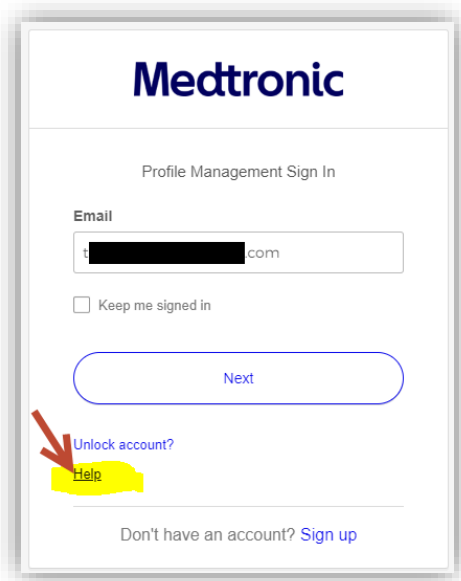 Medtronic
Profile Management Sign In
Email
t .com
Keep me signed in
Next
Unlock account?
Help
Don't have an account? Sign up